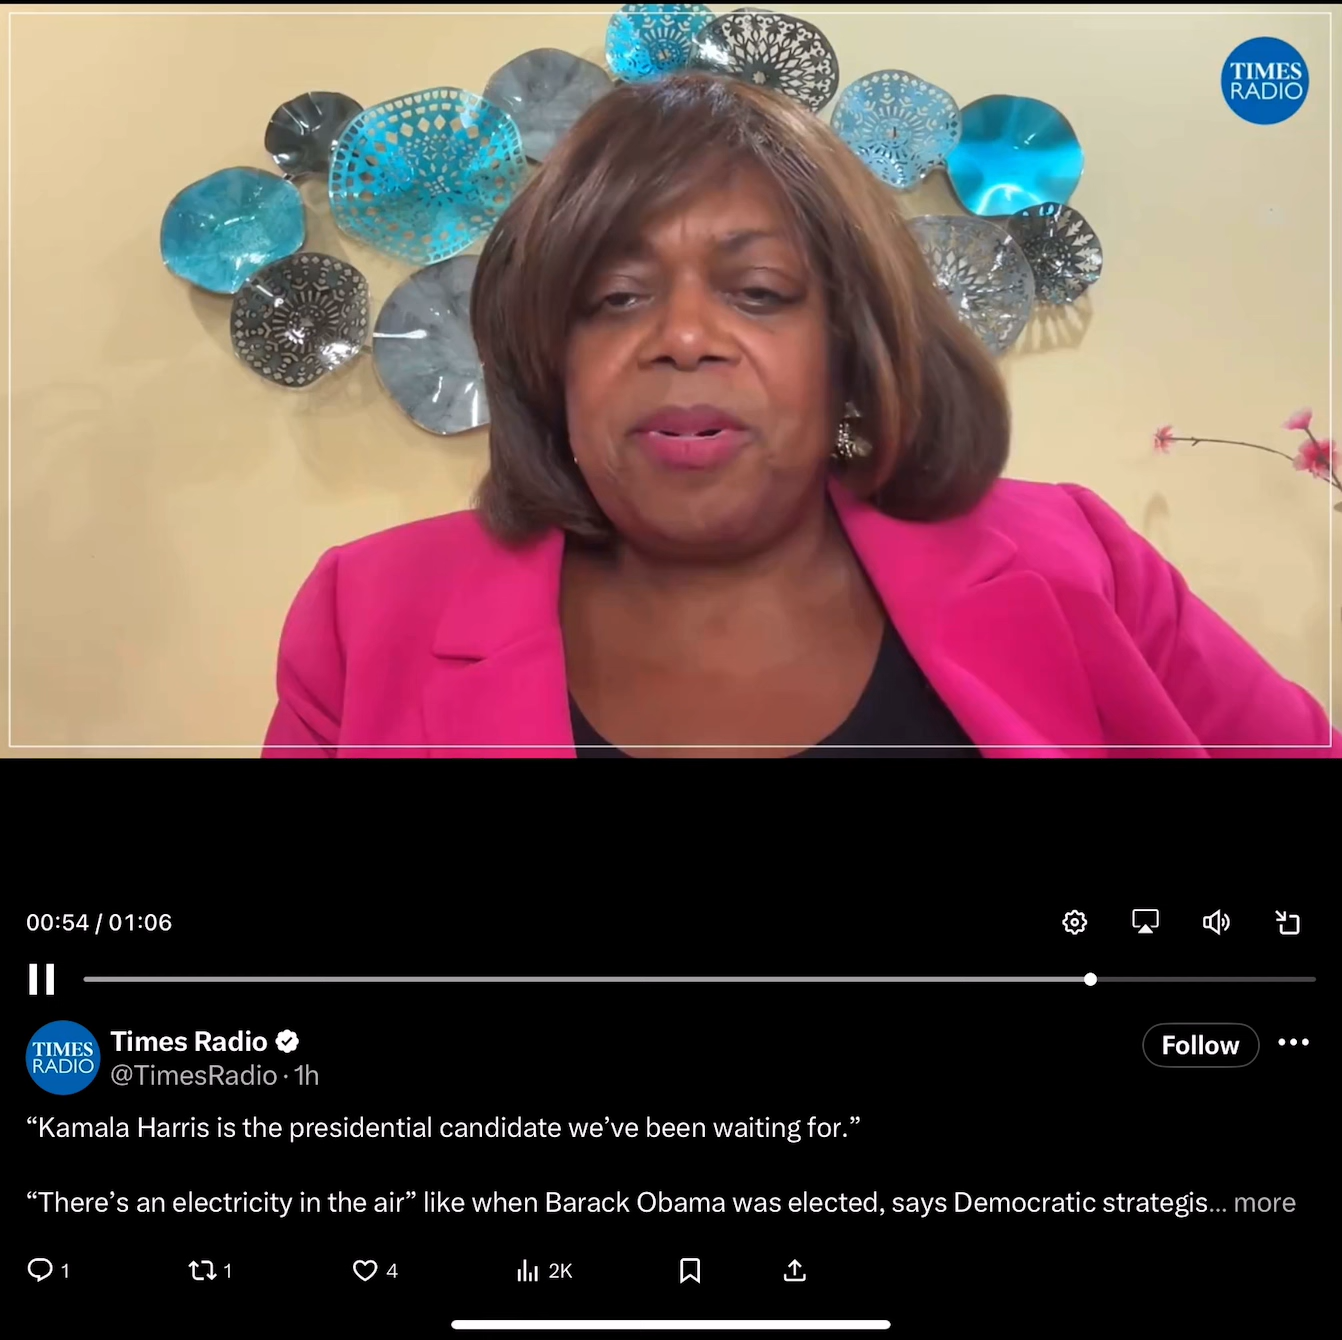 TIMES
RADIO
00:54 / 01:06
TIMES
RADIO
Times Radio
@TimesRadio · 1h
Follow
“Kamala Harris is the presidential candidate we’ve been waiting for.”
“There’s an electricity in the air” like when Barack Obama was elected, says Democratic strategis... more
1
1
4
2K